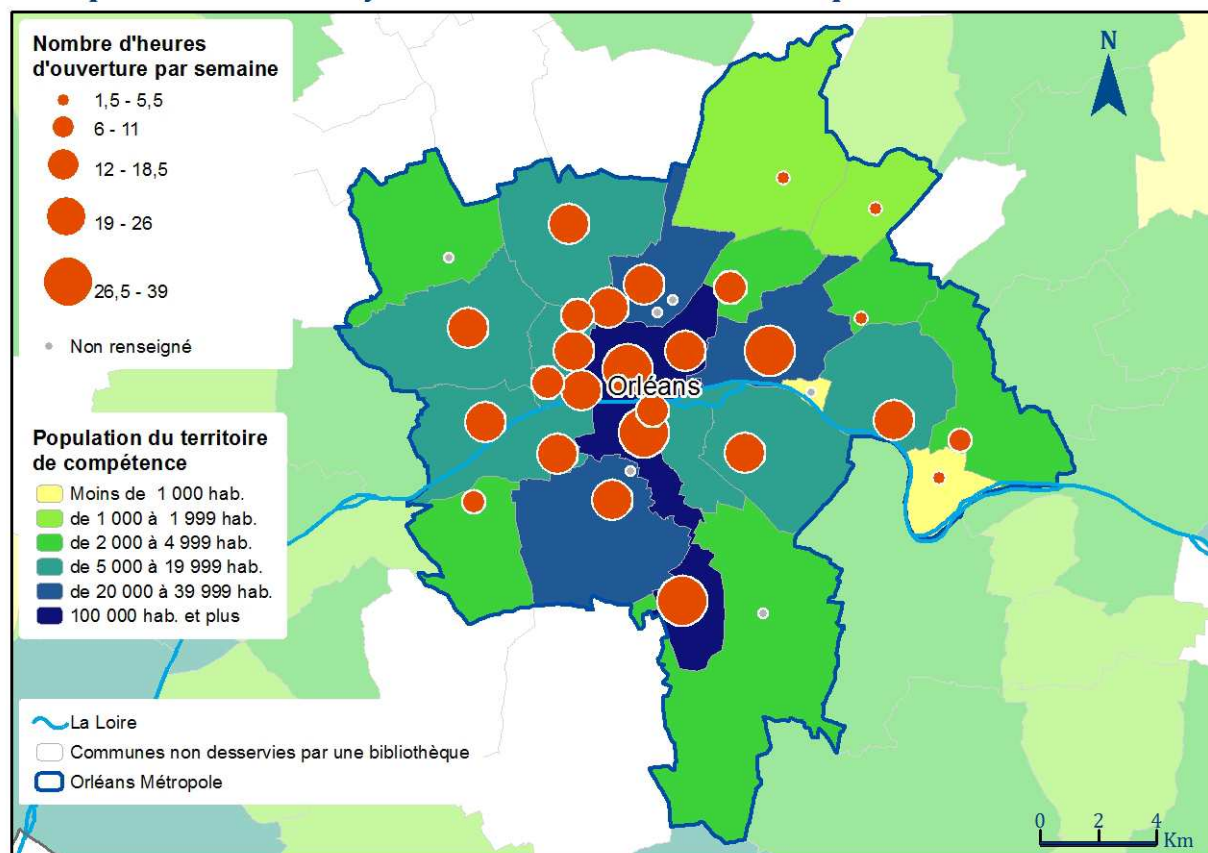 Nombre d'heures
d'ouverture par semaine
1,5 - 5,5
6 - 11
12 - 18,5
19 - 26
26,5 - 39
Non renseigné
Population du territoire
de compétence
Moins de 1 000 hab.
de 1 000 à 1 999 hab.
de 2 000 à 4 999 hab.
de 5 000 à 19 999 hab.
de 20 000 à 39 999 hab.
100 000 hab. et plus
La Loire
Communes non desservies par une bibliothèque
Orléans Métropole
N
Orléans
0 2 4
Km